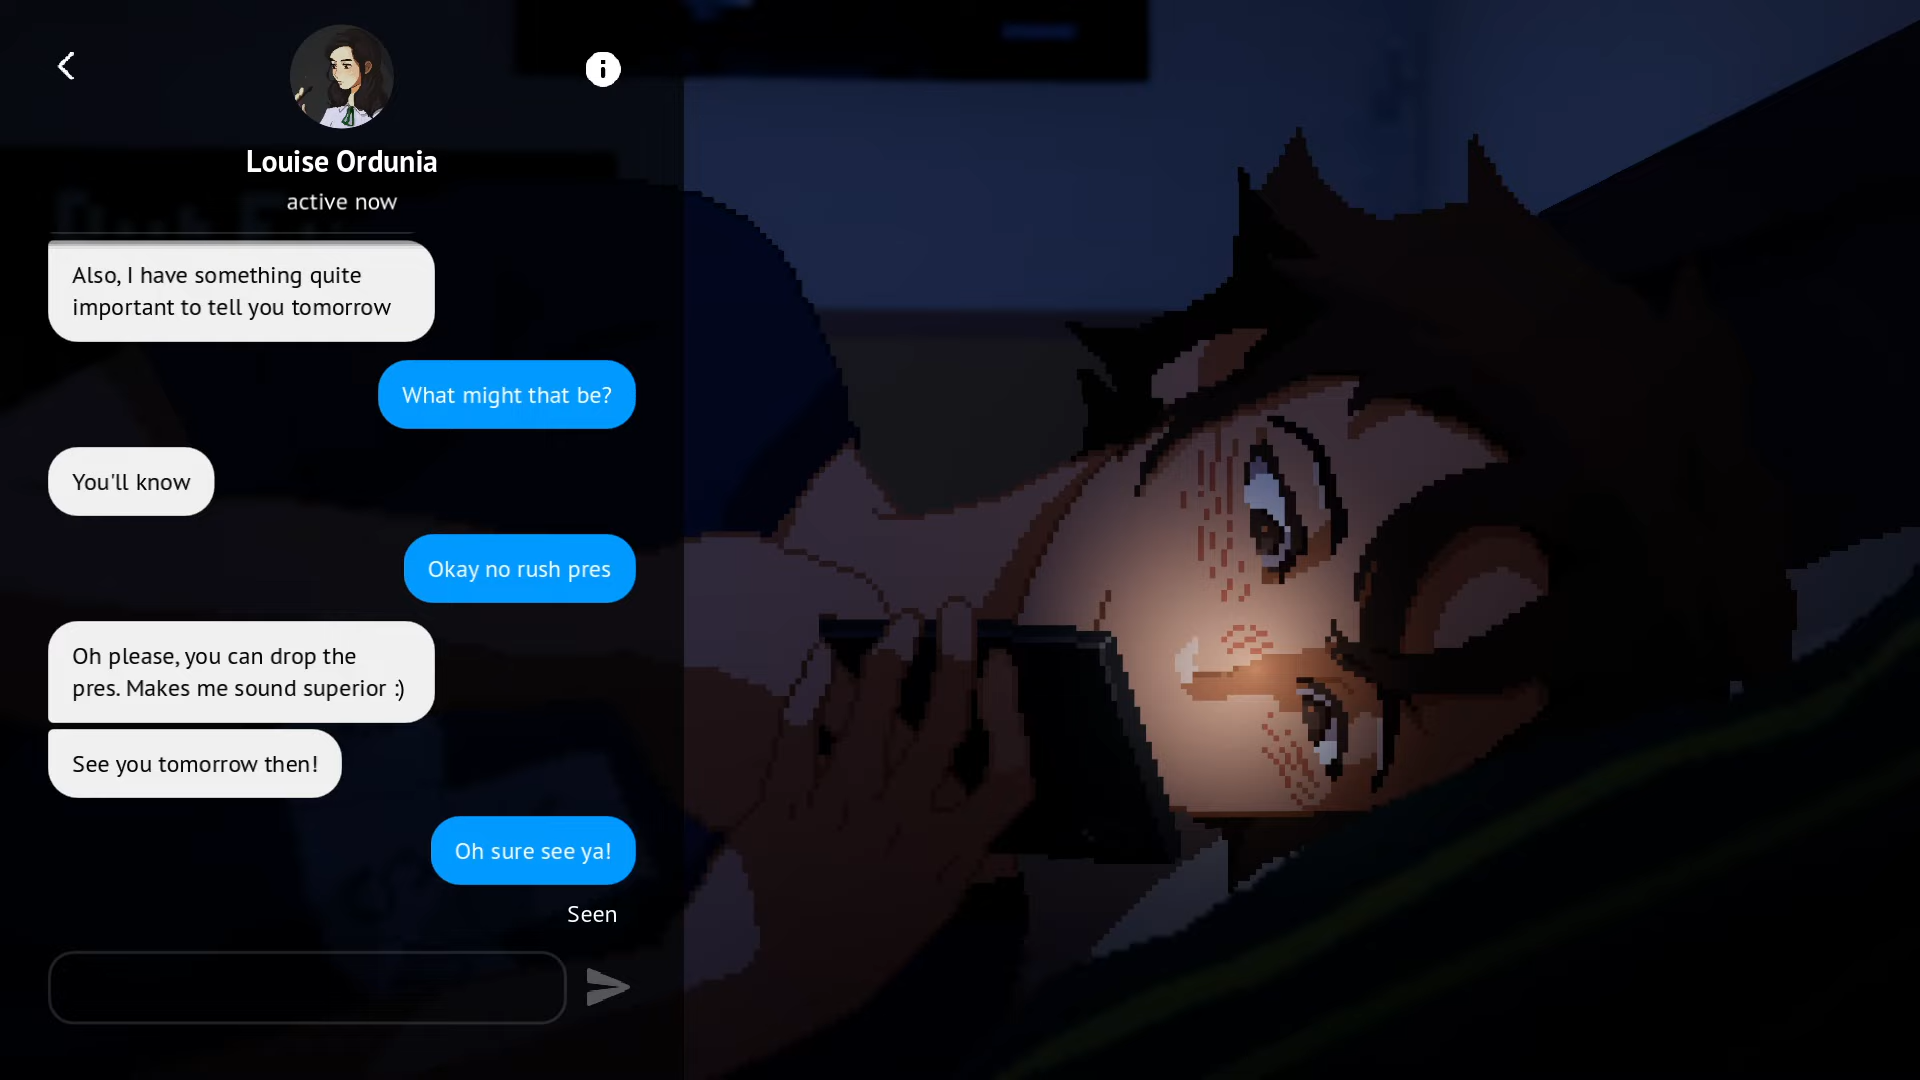 Louise Ordunia
active now
Also, I have something quite
important to tell you tomorrow
What might that be?
You'll know
Okay no rush pres
Oh please, you can drop the
pres. Makes me sound superior :)
See you tomorrow then!
Oh sure see ya!
Seen